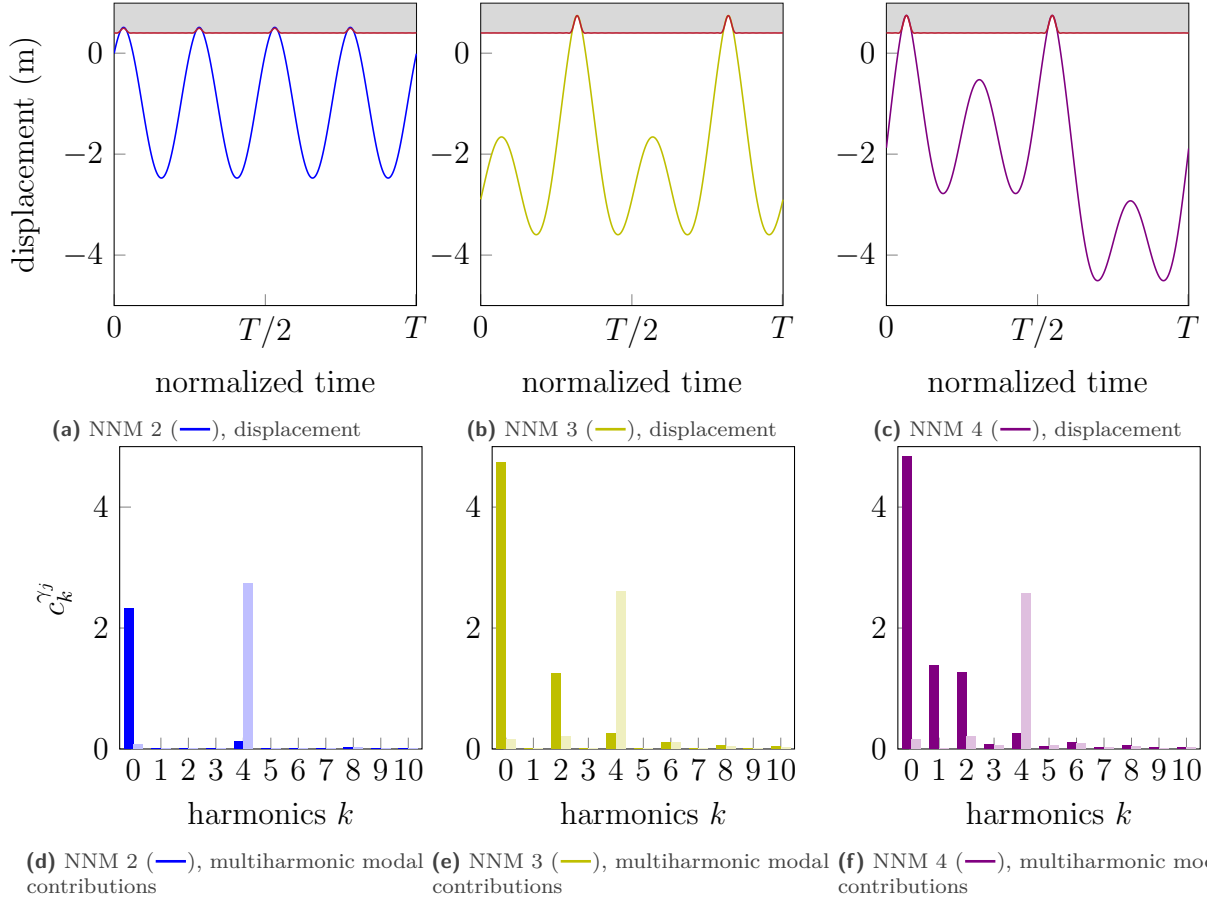 0
−2
−4
displacement (m)
0 T/2 T
normalized time
0
−2
−4
0 T/2 T
normalized time
0
−2
−4
0 T/2 T
normalized time
(a) NNM 2 (—), displacement
(b) NNM 3 (—), displacement
(c) NNM 4 (—), displacement
4
2
0
c_k^{γ_j}
0 1 2 3 4 5 6 7 8 9 10
harmonics k
4
2
0
0 1 2 3 4 5 6 7 8 9 10
harmonics k
4
2
0
0 1 2 3 4 5 6 7 8 9 10
harmonics k
(d) NNM 2 (—), multiharmonic modal
contributions
(e) NNM 3 (—), multiharmonic modal
contributions
(f) NNM 4 (—), multiharmonic mo
contributions